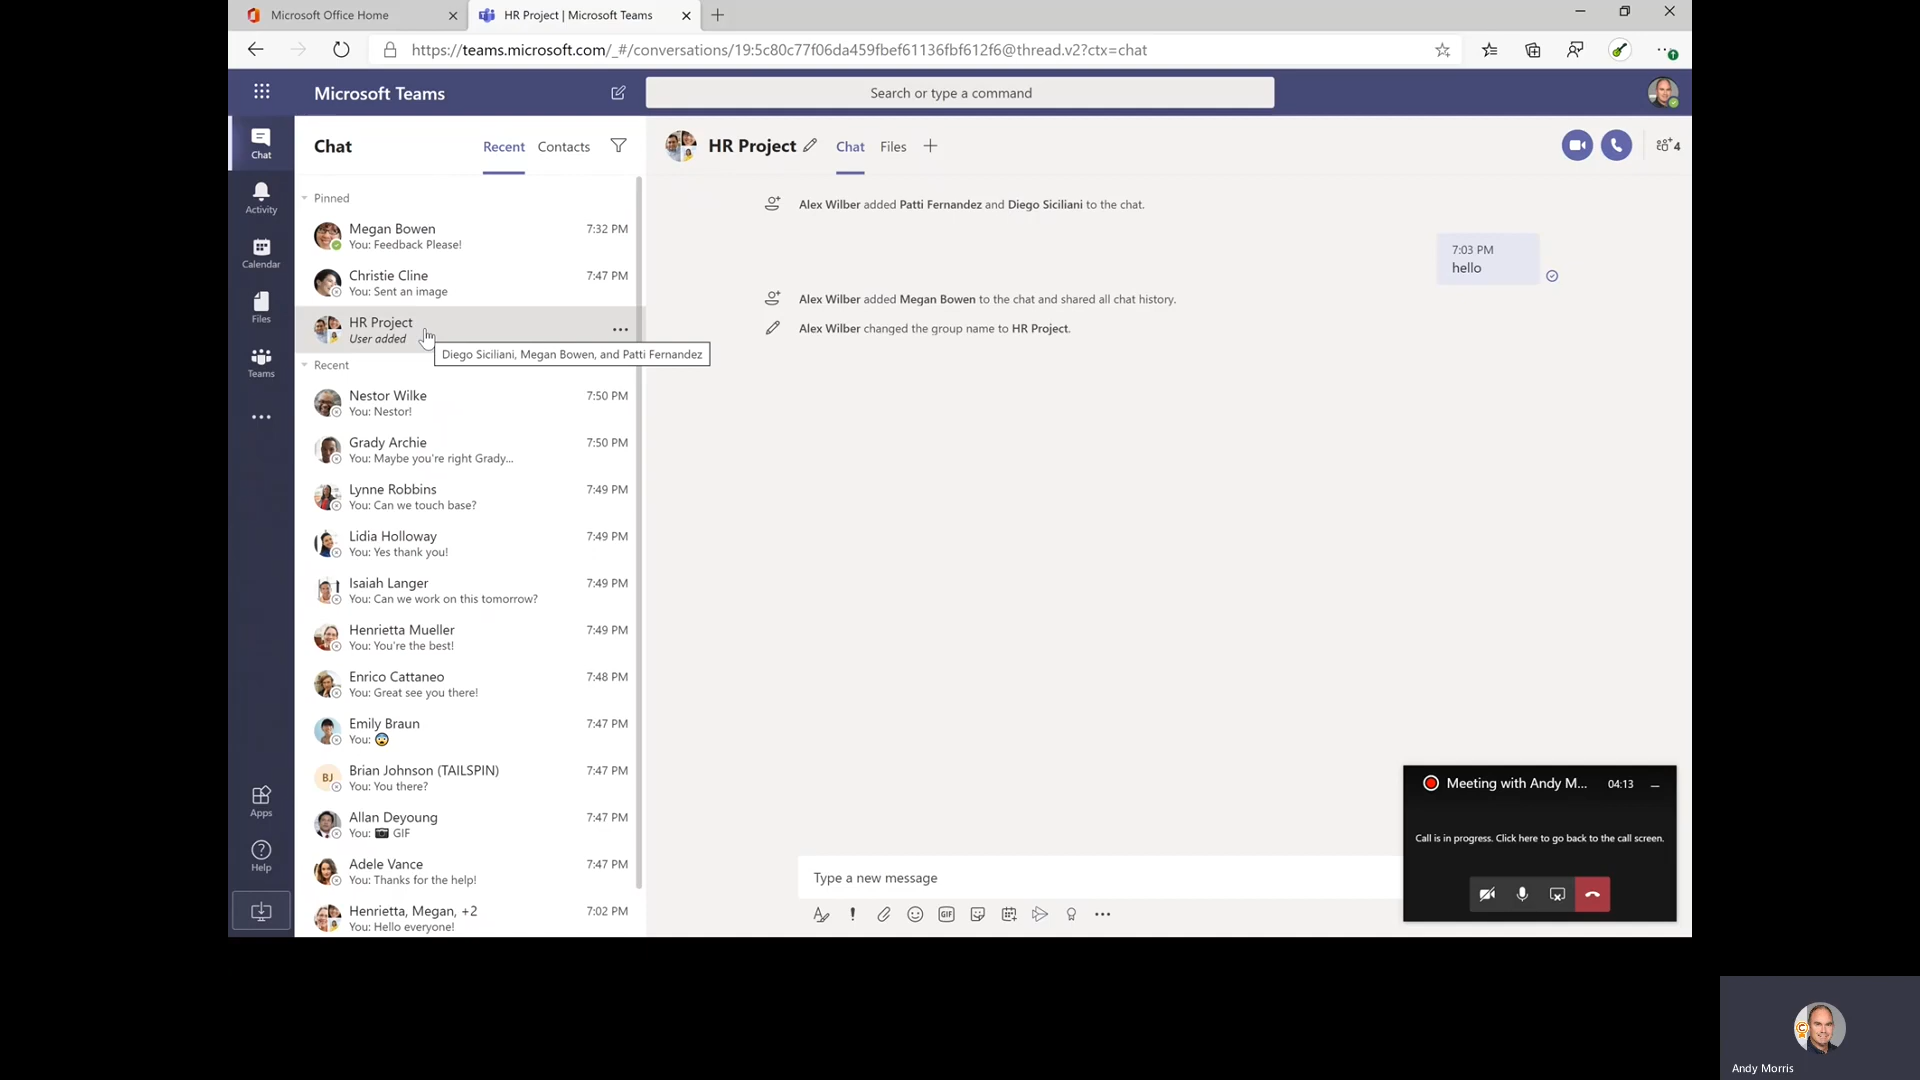 Microsoft Office Home
HR Project | Microsoft Teams
https://teams.microsoft.com/_#/conversations/19:5c80c77f06da459fbef61136fbf612f6@thread.v2?ctx=chat
Microsoft Teams
Search or type a command
Chat
Activity
Calendar
Files
Teams
Apps
Help
Chat
Recent
Contacts
Pinned
Megan Bowen
7:32 PM
You: Feedback Please!
Christie Cline
7:47 PM
You: Sent an image
HR Project
User added
Diego Siciliani, Megan Bowen, and Patti Fernandez
Recent
Nestor Wilke
7:50 PM
You: Nestor!
Grady Archie
7:50 PM
You: Maybe you're right Grady...
Lynne Robbins
7:49 PM
You: Can we touch base?
Lidia Holloway
7:49 PM
You: Yes thank you!
Isaiah Langer
7:49 PM
You: Can we work on this tomorrow?
Henrietta Mueller
7:49 PM
You: You're the best!
Enrico Cattaneo
7:48 PM
You: Great see you there!
Emily Braun
7:47 PM
You: 😨
BJ
Brian Johnson (TAILSPIN)
7:47 PM
You: You there?
Allan Deyoung
7:47 PM
You: 📷 GIF
Adele Vance
7:47 PM
You: Thanks for the help!
Henrietta, Megan, +2
7:02 PM
You: Hello everyone!
HR Project
Chat
Files
4
Alex Wilber added Patti Fernandez and Diego Siciliani to the chat.
7:03 PM
hello
Alex Wilber added Megan Bowen to the chat and shared all chat history.
Alex Wilber changed the group name to HR Project.
Type a new message
GIF
Meeting with Andy M...
04:13
Call is in progress. Click here to go back to the call screen.
Andy Morris